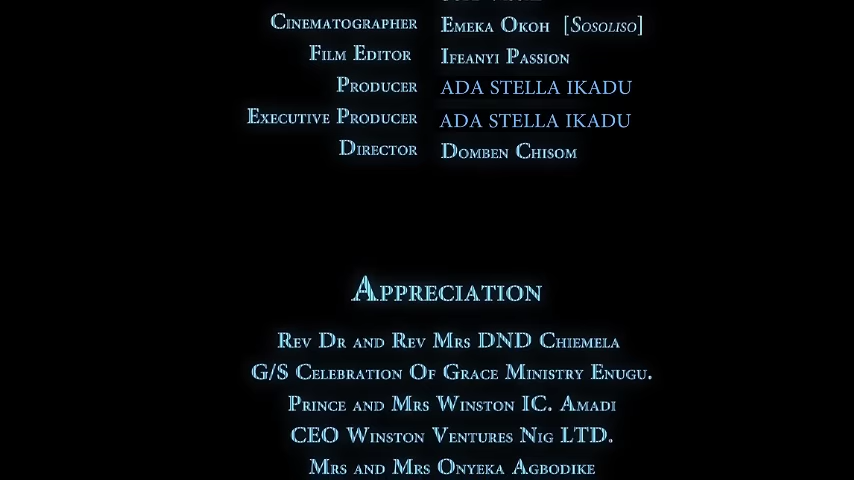 Cinematographer Emeka Okoh [Sosoliso]
Film Editor Ifeanyi Passion
Producer ADA STELLA IKADU
Executive Producer ADA STELLA IKADU
Director Domben Chisom
Appreciation
Rev Dr and Rev Mrs DND Chiemela
G/S Celebration Of Grace Ministry Enugu.
Prince and Mrs Winston IC. Amadi
CEO Winston Ventures Nig LTD.
Mrs and Mrs Onyeka Agbodike